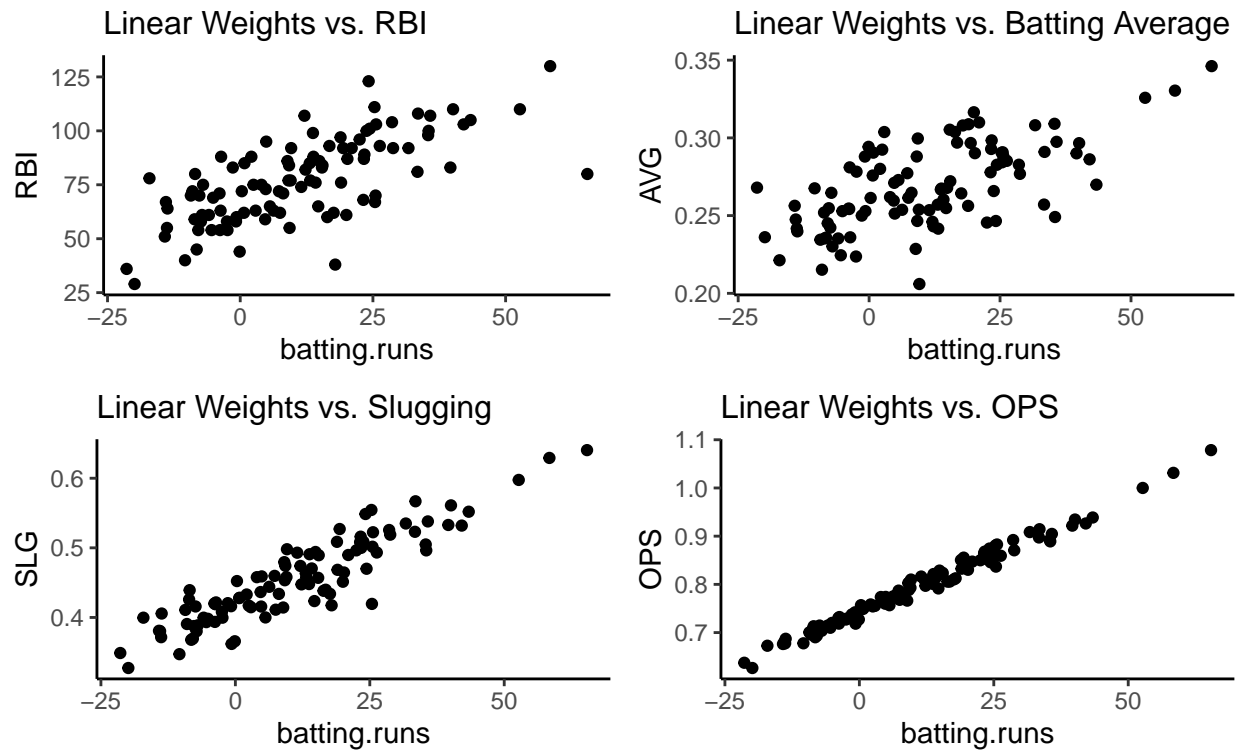 Linear Weights vs. RBI
RBI
125
100
75
50
25
−25 0 25 50
batting.runs
Linear Weights vs. Batting Average
AVG
0.35
0.30
0.25
0.20
−25 0 25 50
batting.runs
Linear Weights vs. Slugging
SLG
0.6
0.5
0.4
−25 0 25 50
batting.runs
Linear Weights vs. OPS
OPS
1.1
1.0
0.9
0.8
0.7
−25 0 25 50
batting.runs